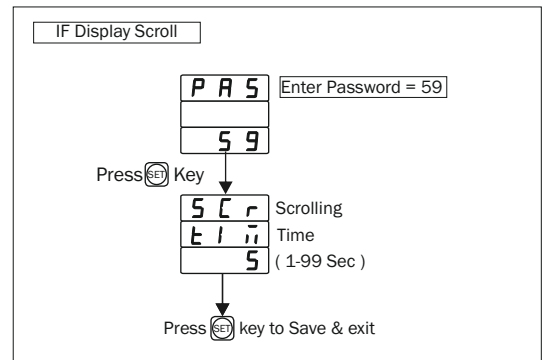 IF Display Scroll
PAS Enter Password = 59
59
Press SET Key
SCr Scrolling
tIM Time
5 ( 1-99 Sec )
Press SET key to Save & exit